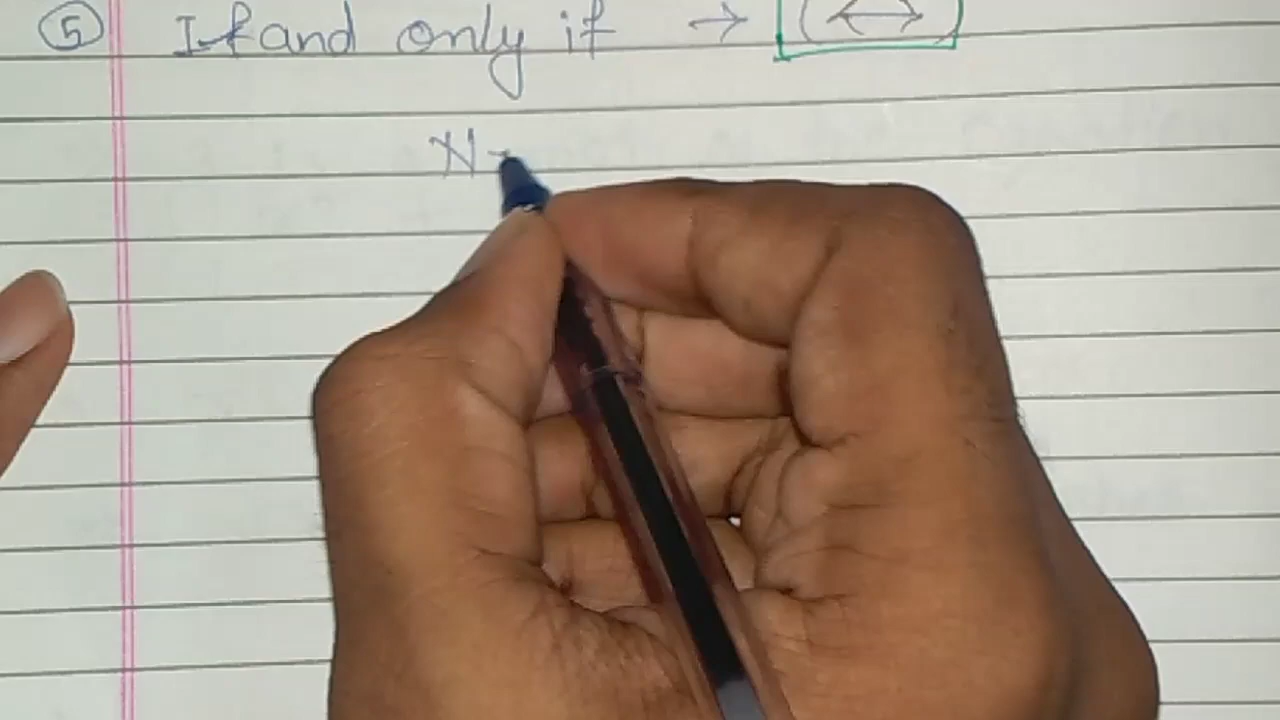 ⑤ If and only if → (↔)
N